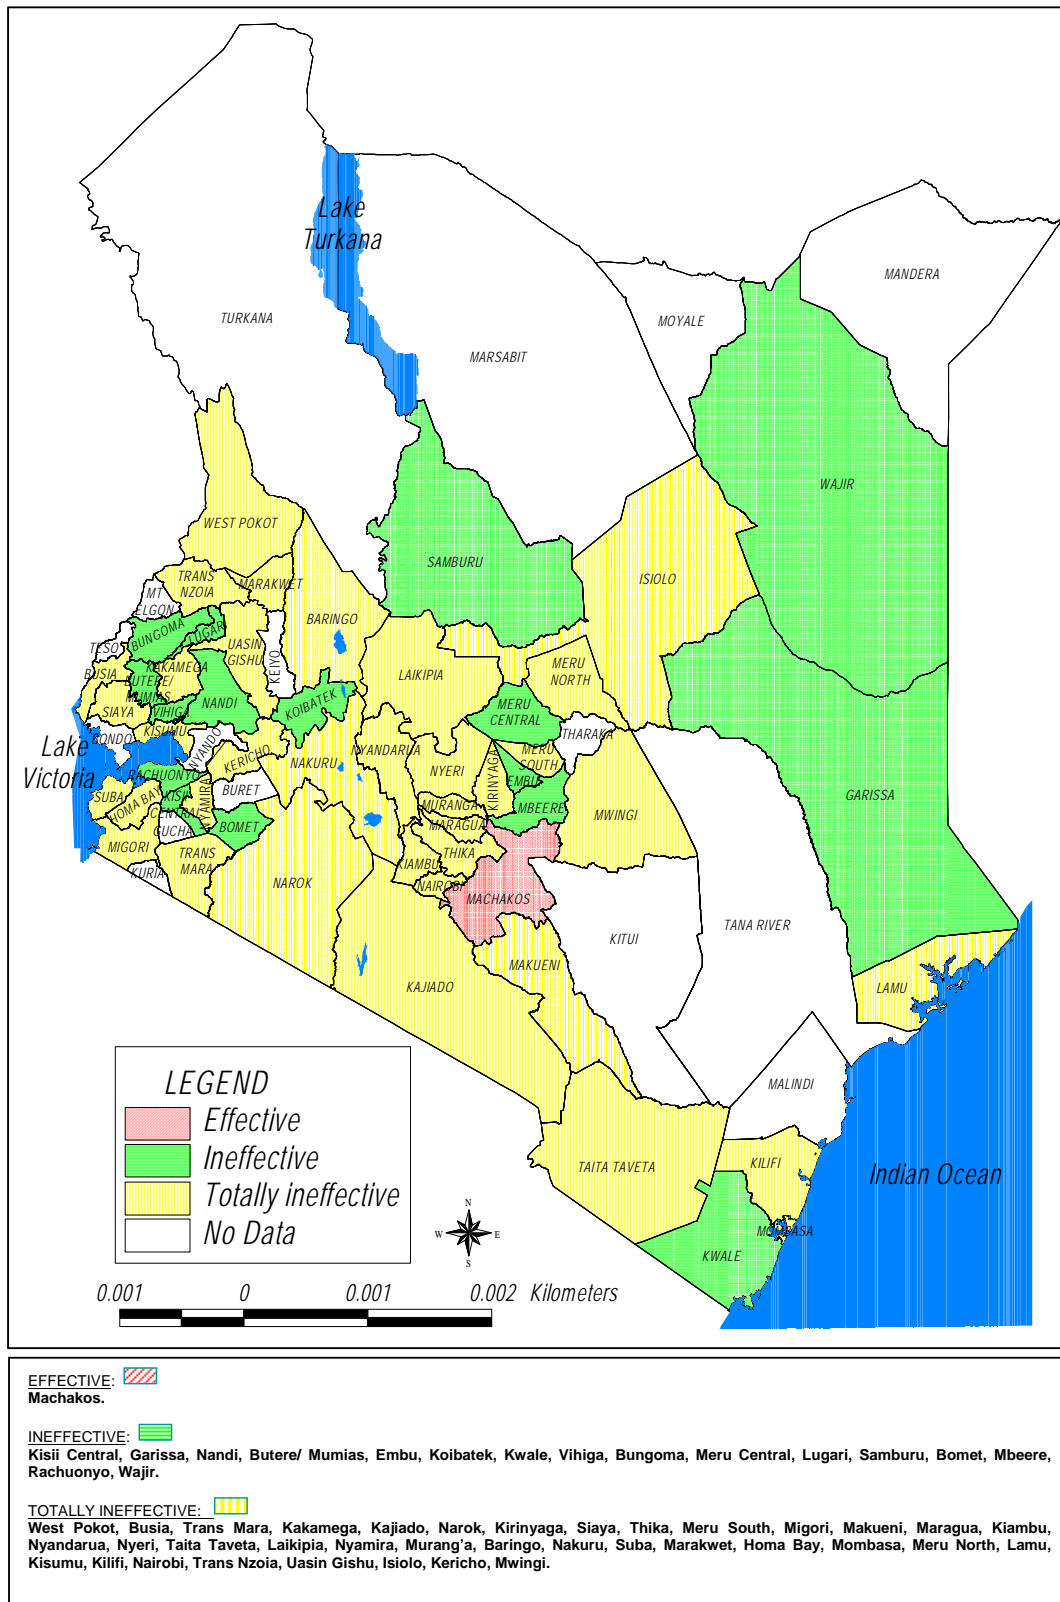 Lake
Turkana
MANDERA
TURKANA
MOYALE
MARSABIT
WAJIR
WEST POKOT
SAMBURU
ISIOLO
TRANS
NZOIA
MARAKWET
MT
ELGON
BARINGO
BUNGOMA
LUGARI
TESO
UASIN
GISHU
KEIYO
BUSIA
KAKAMEGA
BUTERE/
MUMIAS
LAIKIPIA
MERU
NORTH
NANDI
KOIBATEK
SIAYA
VIHIGA
MERU
CENTRAL
BONDO
KISUMU
NYANDO
THARAKA
Lake
Victoria
KERICHO
NAKURU
NYANDARUA
NYERI
KIRINYAGA
MERU
SOUTH
EMBU
RACHUONYO
SUBA
HOMA BAY
KISII
CENTRAL
NYAMIRA
BURET
GARISSA
MURANGA
MBEERE
MWINGI
GUCHA
BOMET
MARAGUA
MIGORI
TRANS
MARA
KIAMBU
THIKA
KURIA
NAROK
NAIROBI
MACHAKOS
TANA RIVER
KITUI
MAKUENI
KAJIADO
LAMU
MALINDI
TAITA TAVETA
KILIFI
Indian Ocean
MOMBASA
KWALE
LEGEND
Effective
Ineffective
Totally ineffective
No Data
N
W E
S
0.001 0 0.001 0.002 Kilometers
EFFECTIVE:
Machakos.
INEFFECTIVE:
Kisii Central, Garissa, Nandi, Butere/ Mumias, Embu, Koibatek, Kwale, Vihiga, Bungoma, Meru Central, Lugari, Samburu, Bomet, Mbeere,
Rachuonyo, Wajir.
TOTALLY INEFFECTIVE:
West Pokot, Busia, Trans Mara, Kakamega, Kajiado, Narok, Kirinyaga, Siaya, Thika, Meru South, Migori, Makueni, Maragua, Kiambu,
Nyandarua, Nyeri, Taita Taveta, Laikipia, Nyamira, Murang'a, Baringo, Nakuru, Suba, Marakwet, Homa Bay, Mombasa, Meru North, Lamu,
Kisumu, Kilifi, Nairobi, Trans Nzoia, Uasin Gishu, Isiolo, Kericho, Mwingi.